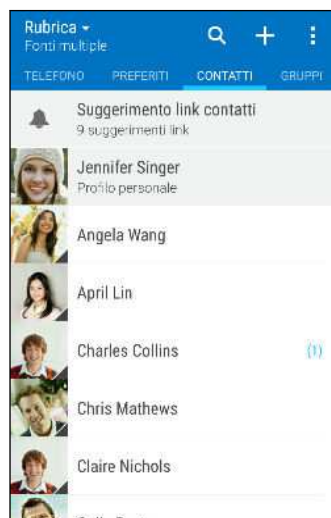 Rubrica
Fonti multiple
TELEFONO PREFERITI CONTATTI GRUPPI
Suggerimento link contatti
9 suggerimenti link
Jennifer Singer
Profilo personale
Angela Wang
April Lin
Charles Collins (1)
Chris Mathews
Claire Nichols